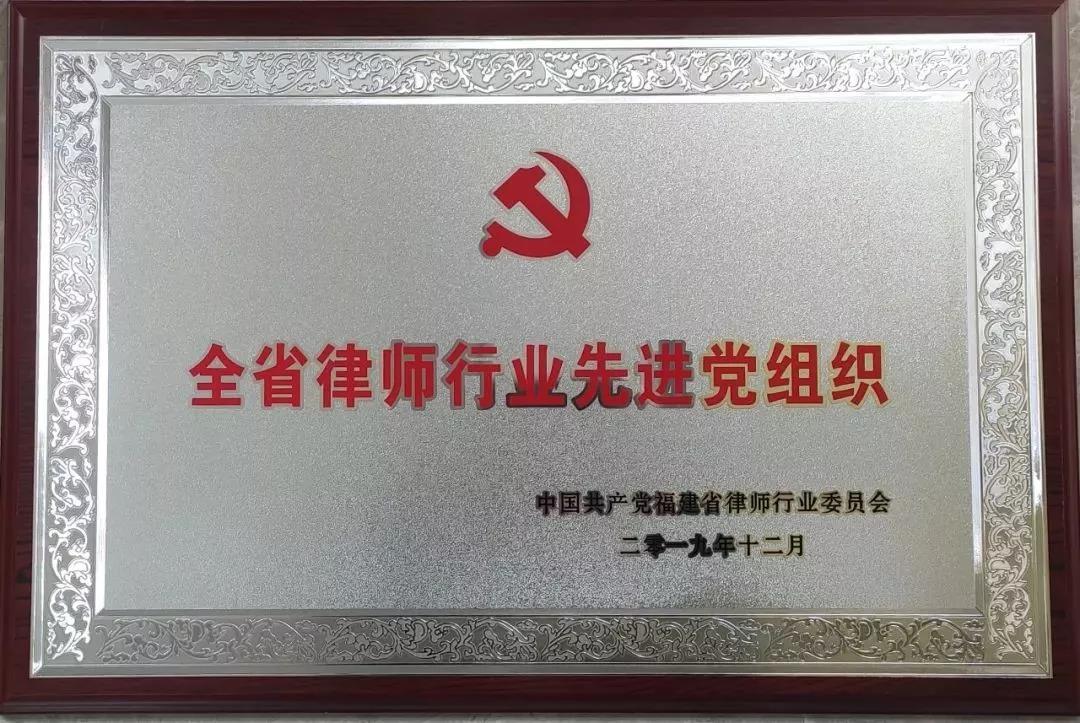 全省律师行业先进党组织
中国共产党福建省律师行业委员会
二零一九年十二月